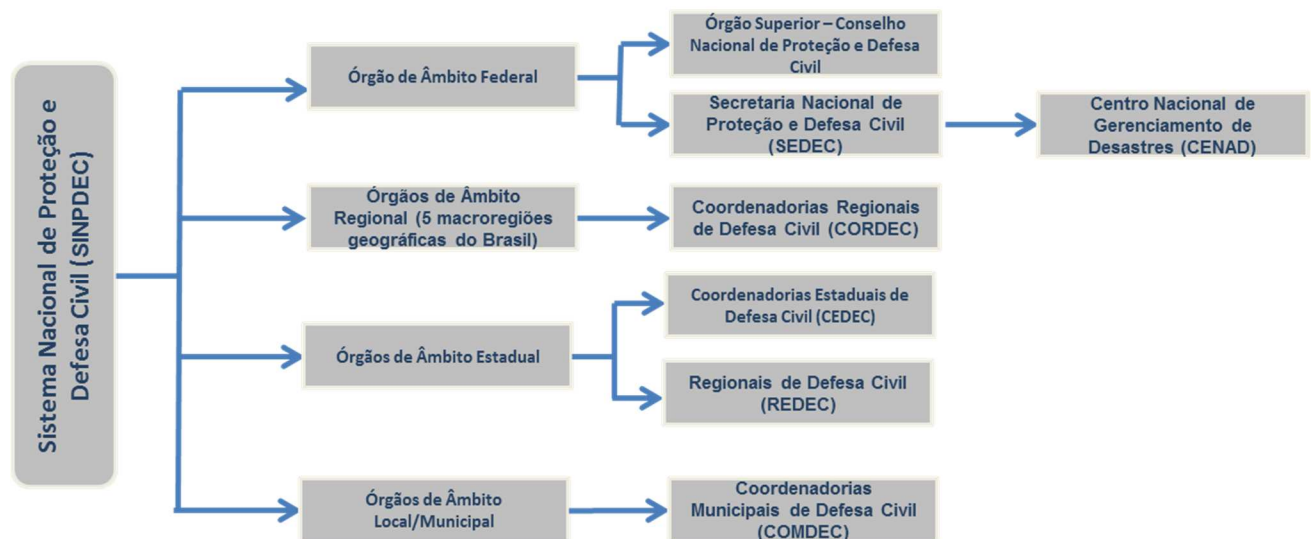 Sistema Nacional de Proteção e
Defesa Civil (SINPDEC)
Órgão de Âmbito Federal
Órgão Superior – Conselho
Nacional de Proteção e Defesa
Civil
Secretaria Nacional de
Proteção e Defesa Civil
(SEDEC)
Centro Nacional de
Gerenciamento de
Desastres (CENAD)
Órgãos de Âmbito
Regional (5 macroregiões
geográficas do Brasil)
Coordenadorias Regionais
de Defesa Civil (CORDEC)
Órgãos de Âmbito Estadual
Coordenadorias Estaduais de
Defesa Civil (CEDEC)
Regionais de Defesa Civil
(REDEC)
Órgãos de Âmbito
Local/Municipal
Coordenadorias
Municipais de Defesa Civil
(COMDEC)